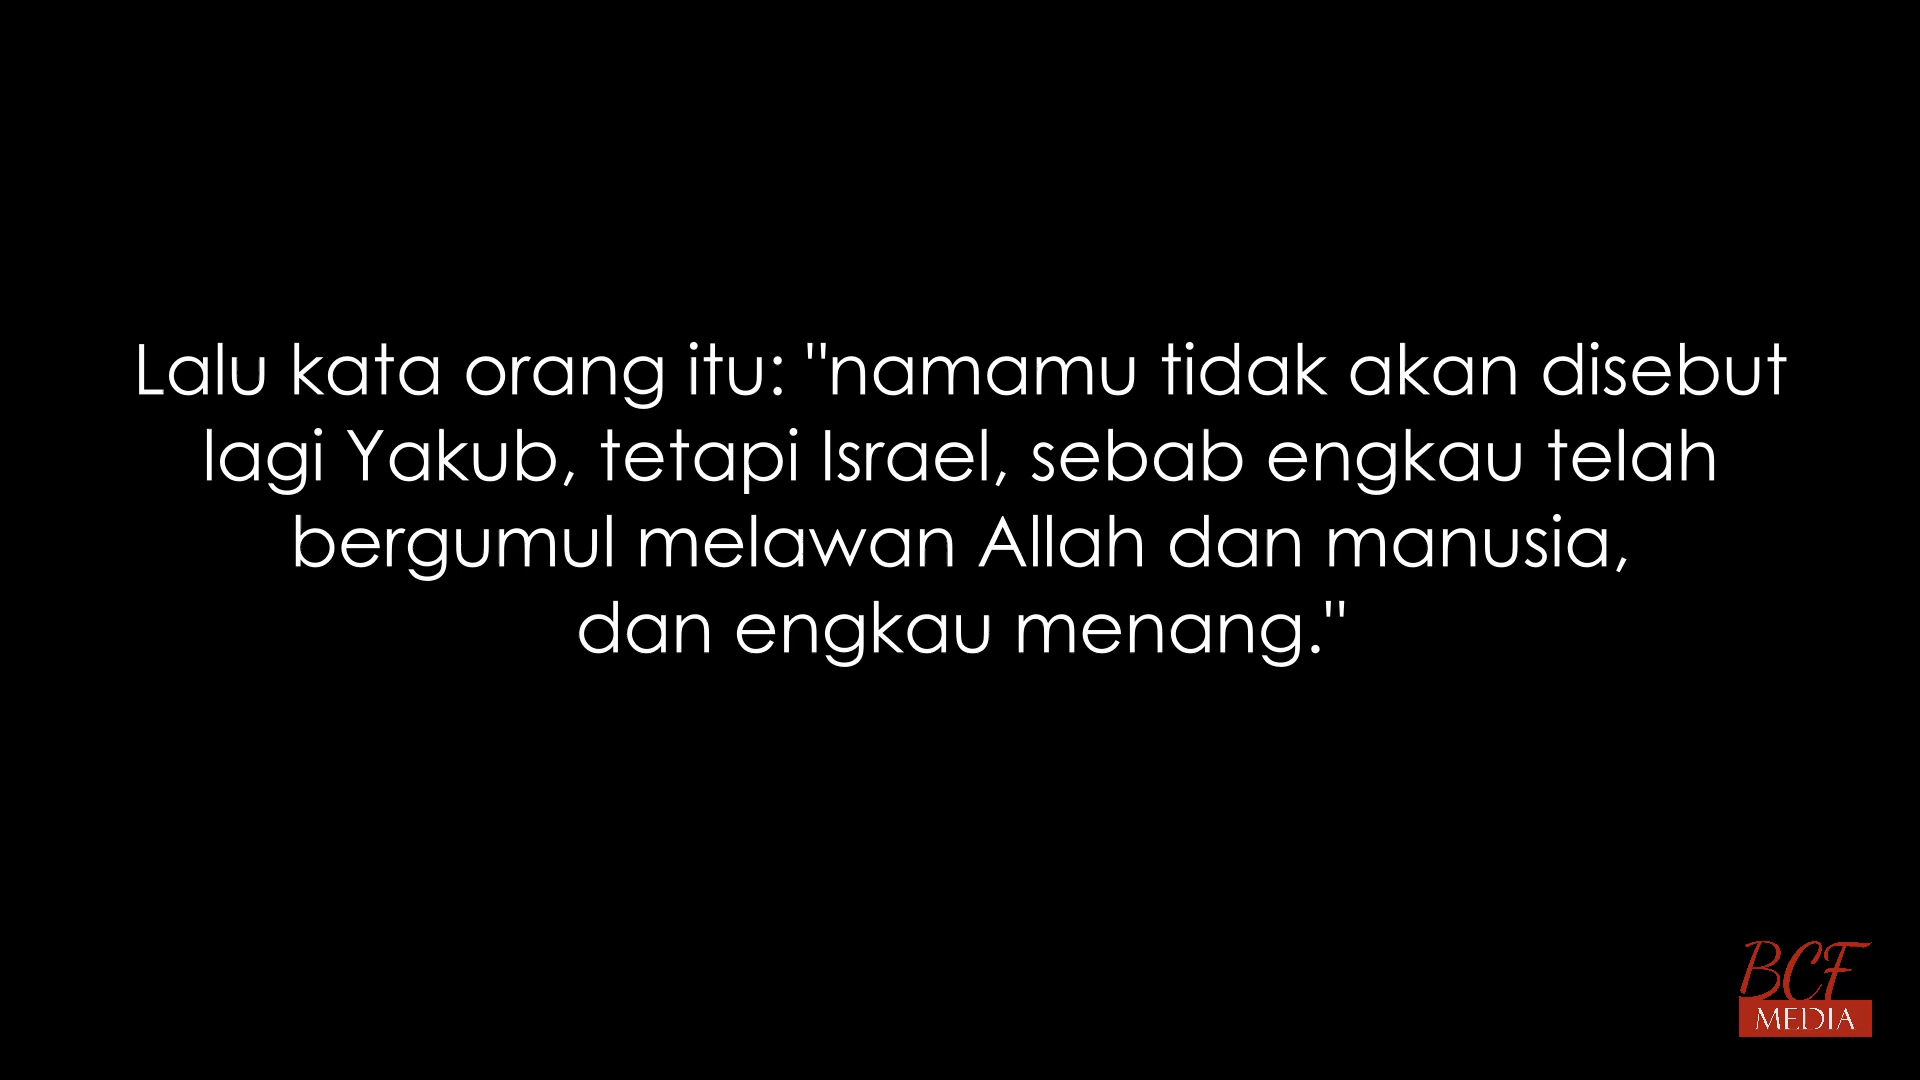 Lalu kata orang itu: "namamu tidak akan disebut
lagi Yakub, tetapi Israel, sebab engkau telah
bergumul melawan Allah dan manusia,
dan engkau menang."
BCF
MEDIA